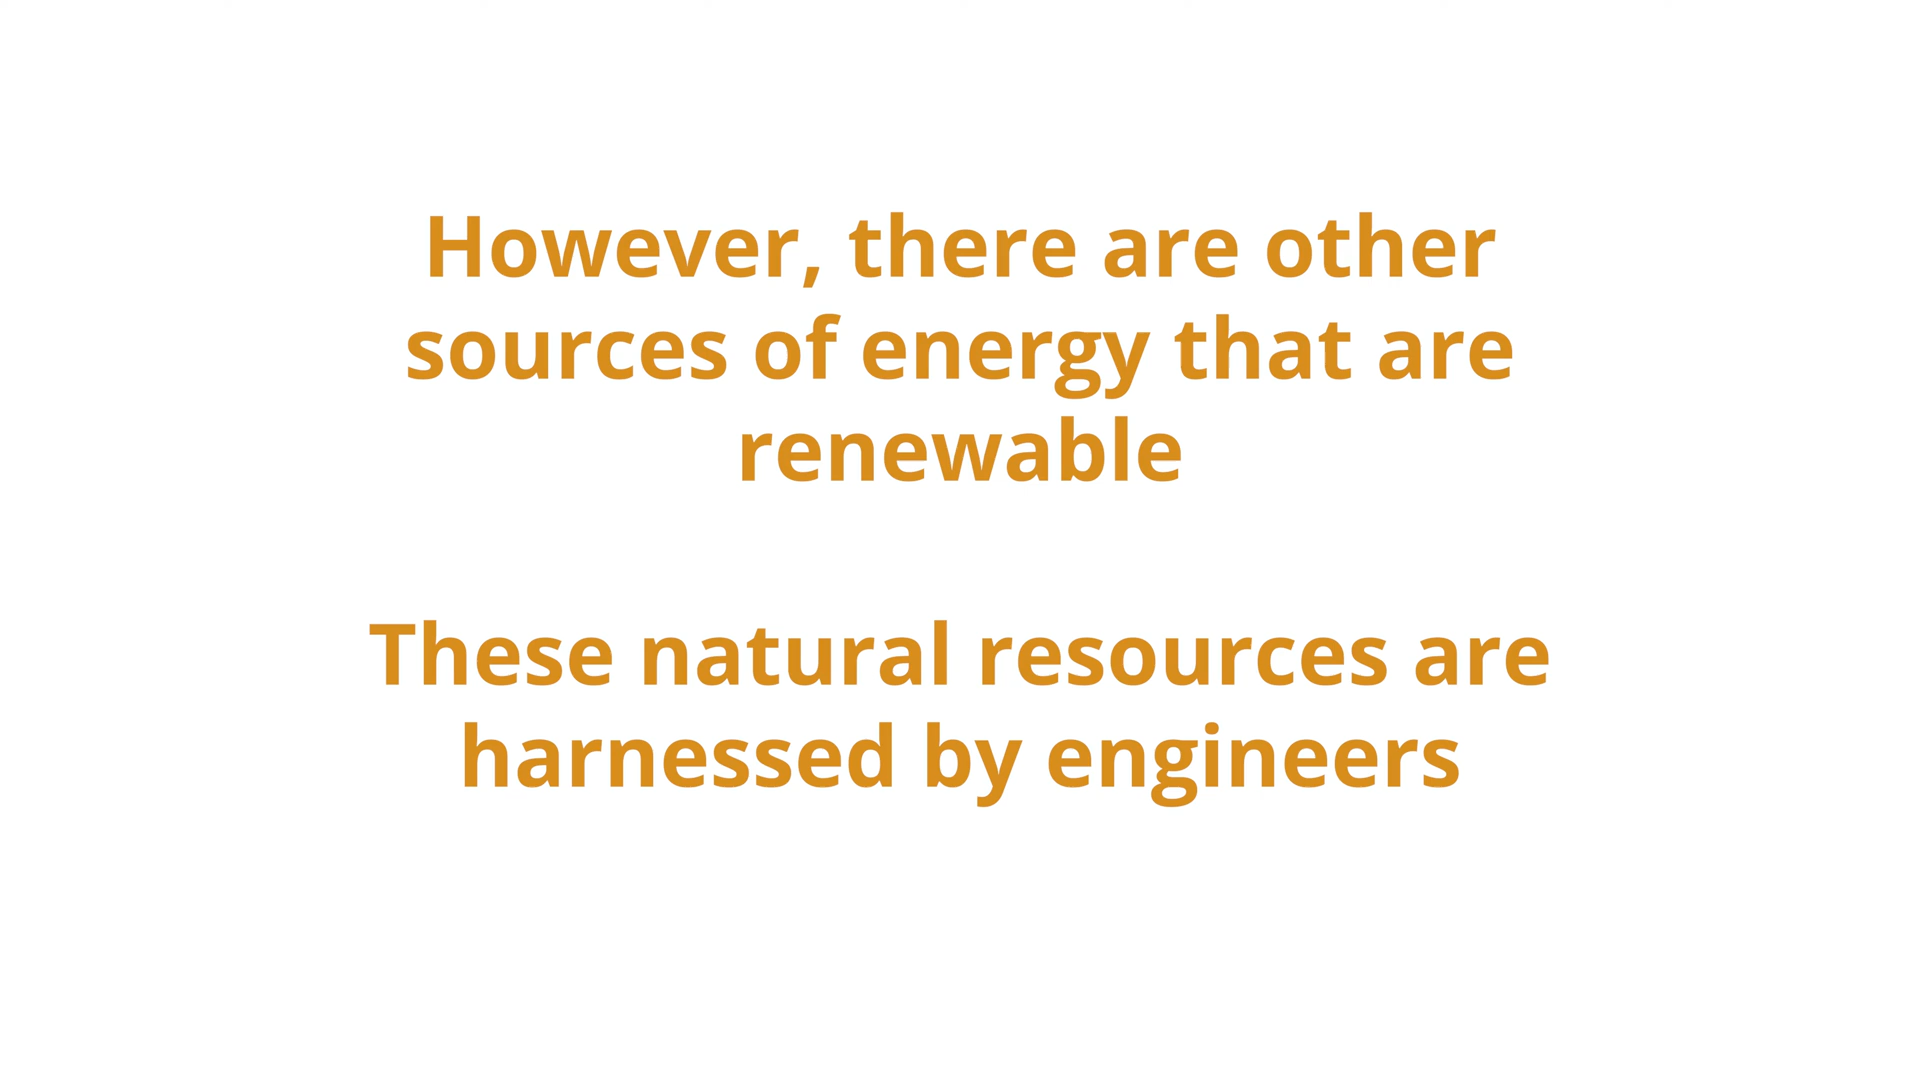 However, there are other
sources of energy that are
renewable
These natural resources are
harnessed by engineers